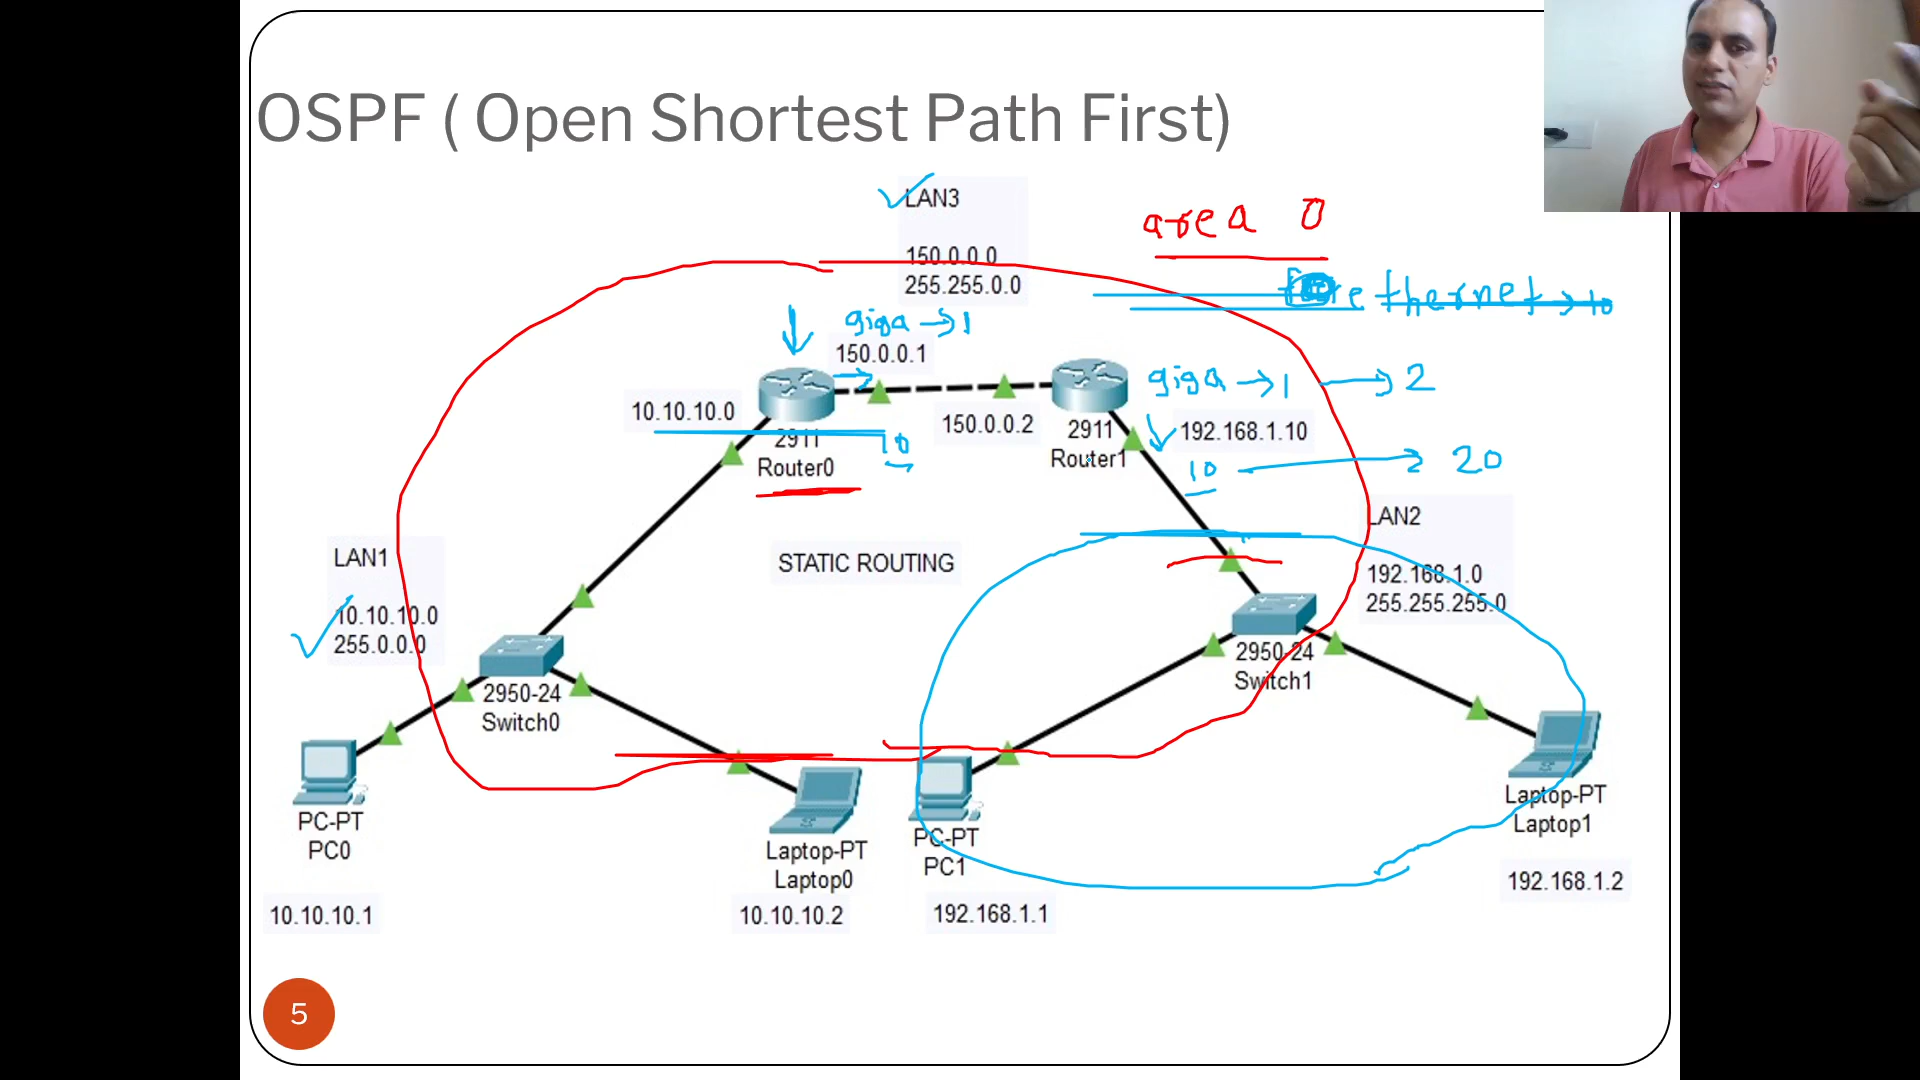 OSPF ( Open Shortest Path First)
LAN3
150.0.0.0
255.255.0.0
area 0
ethernet → 10
giga → 1
150.0.0.1
giga → 1 → 2
10.10.10.0
150.0.0.2
192.168.1.10
2911
Router0
10
2911
Router1
10 → 20
LAN1
10.10.10.0
255.0.0.0
STATIC ROUTING
LAN2
192.168.1.0
255.255.255.0
2950-24
Switch0
2950-24
Switch1
PC-PT
PC0
Laptop-PT
Laptop0
PC-PT
PC1
Laptop-PT
Laptop1
10.10.10.1
10.10.10.2
192.168.1.1
192.168.1.2
5